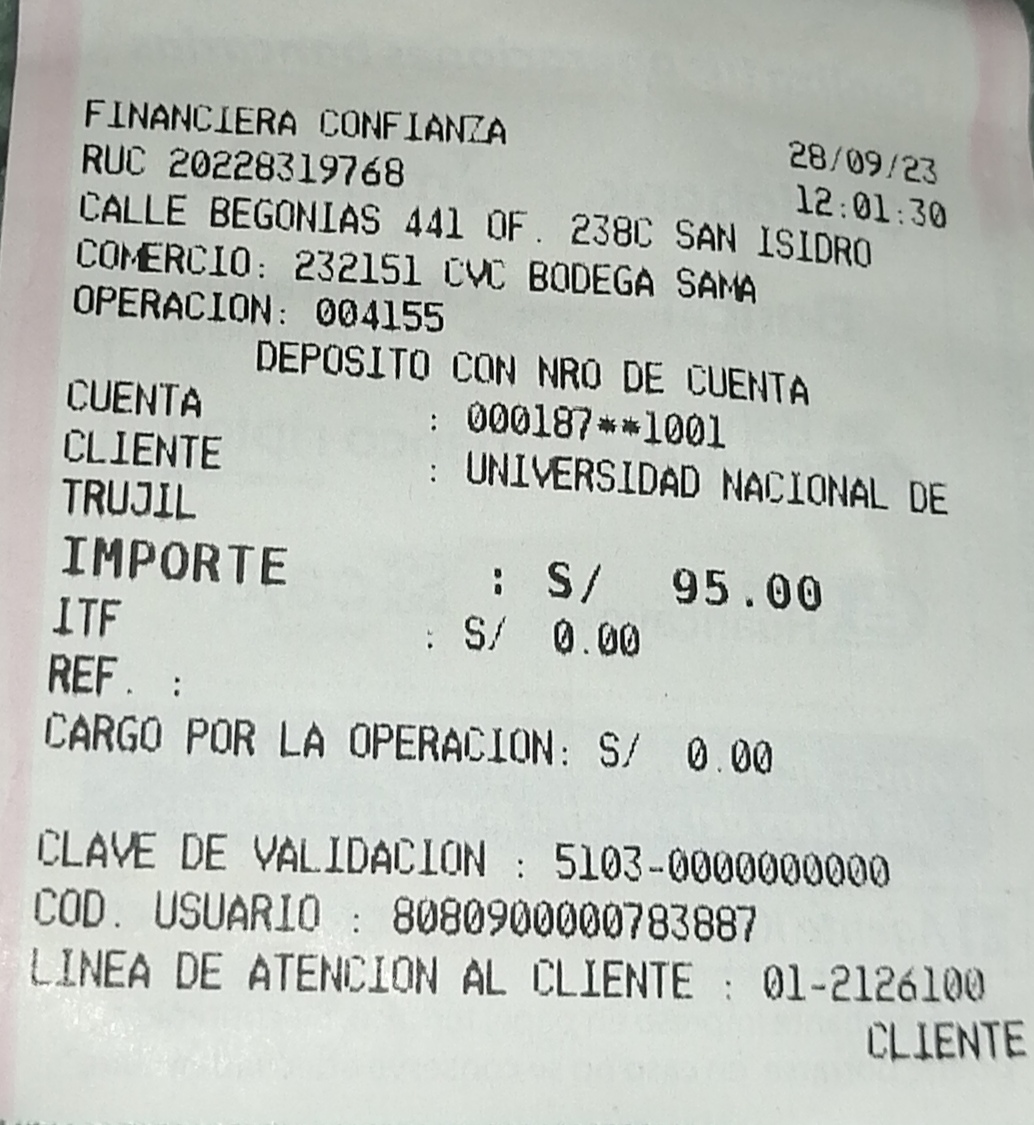 FINANCIERA CONFIANZA
RUC 20228319768 28/09/23
12:01:30
CALLE BEGONIAS 441 OF. 238C SAN ISIDRO
COMERCIO: 232151 CVC BODEGA SAMA
OPERACION: 004155
DEPOSITO CON NRO DE CUENTA
CUENTA : 000187**1001
CLIENTE : UNIVERSIDAD NACIONAL DE
TRUJIL
IMPORTE : S/ 95.00
ITF : S/ 0.00
REF. :
CARGO POR LA OPERACION: S/ 0.00
CLAVE DE VALIDACION : 5103-0000000000
COD. USUARIO : 8080900000783887
LINEA DE ATENCION AL CLIENTE : 01-2126100
CLIENTE